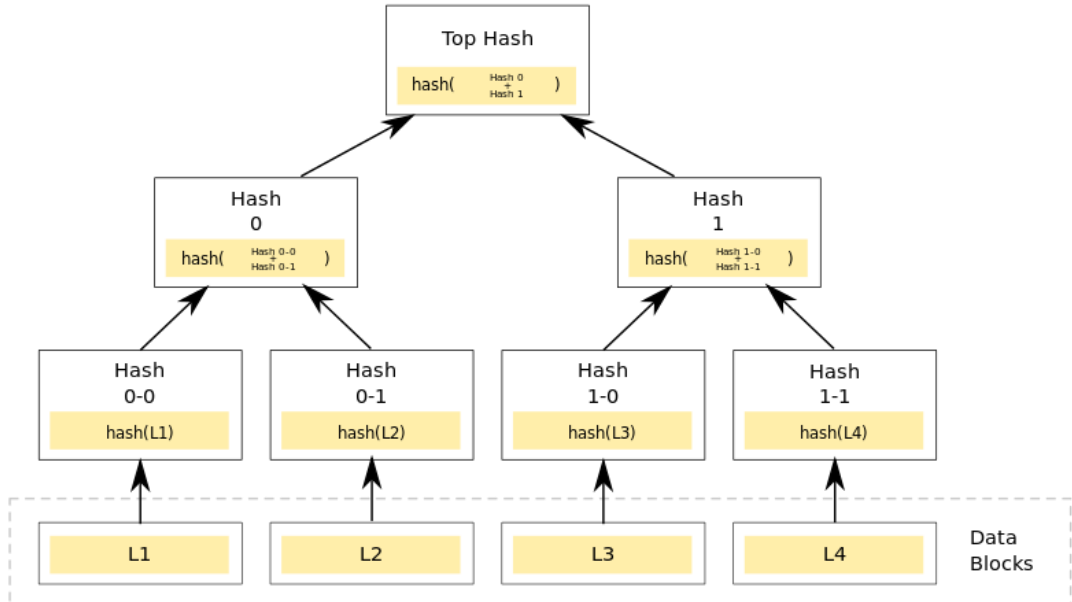 Top Hash
hash( Hash 0 + Hash 1 )
Hash
0
hash( Hash 0-0 + Hash 0-1 )
Hash
1
hash( Hash 1-0 + Hash 1-1 )
Hash
0-0
hash(L1)
Hash
0-1
hash(L2)
Hash
1-0
hash(L3)
Hash
1-1
hash(L4)
L1
L2
L3
L4
Data
Blocks